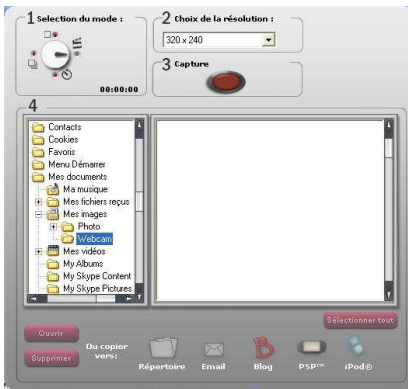 1 Selection du mode :
00:00:00
2 Choix de la résolution :
320 x 240
3 Capture
4
Contacts
Cookies
Favoris
Menu Démarrer
Mes documents
Ma musique
Mes fichiers reçus
Mes images
Photo
Webcam
Mes vidéos
My Albums
My Skype Content
My Skype Pictures
Sélectionner tout
Ouvrir
Supprimer
Ou copier
vers:
Répertoire
Email
Blog
PSP™
iPod®